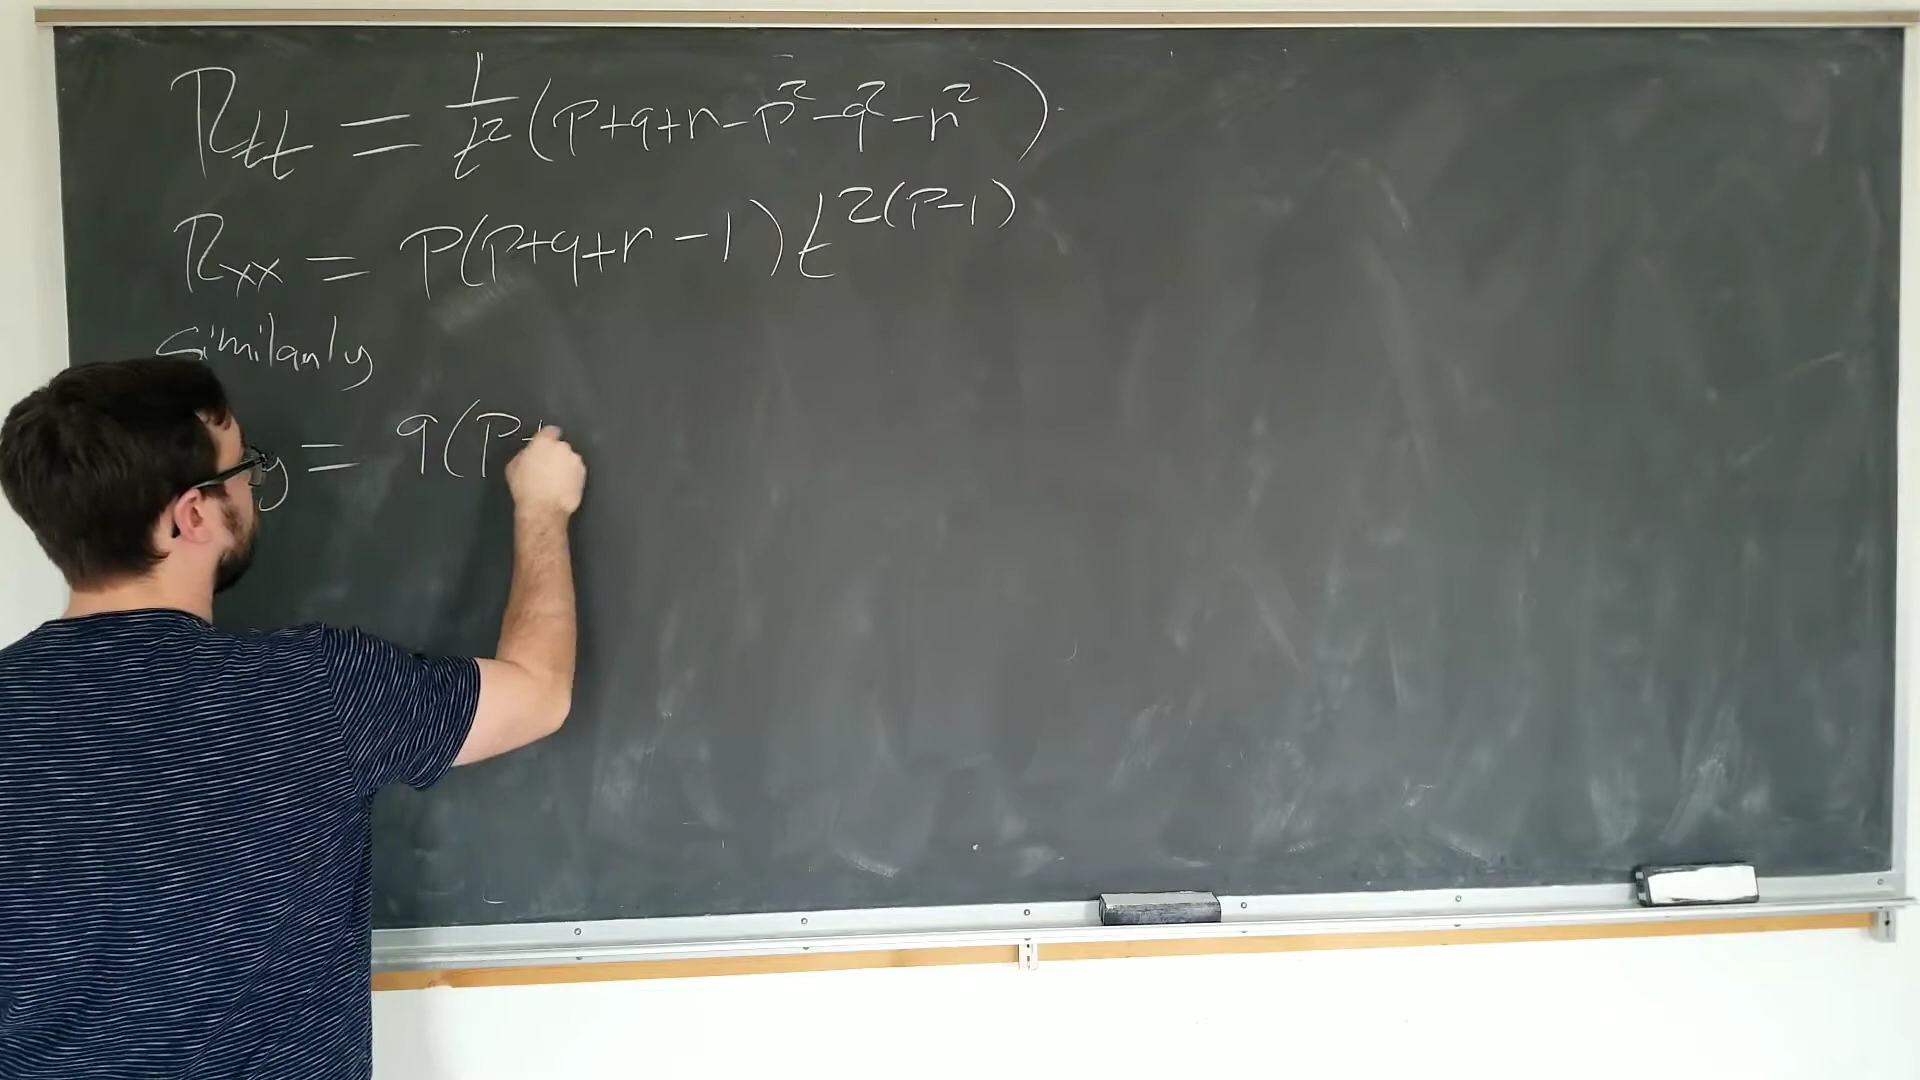 R_tt = 1/t² (p+q+r-p²-q²-r²)
R_xx = p(p+q+r-1) t^2(p-1)
similarly
y = q(p+